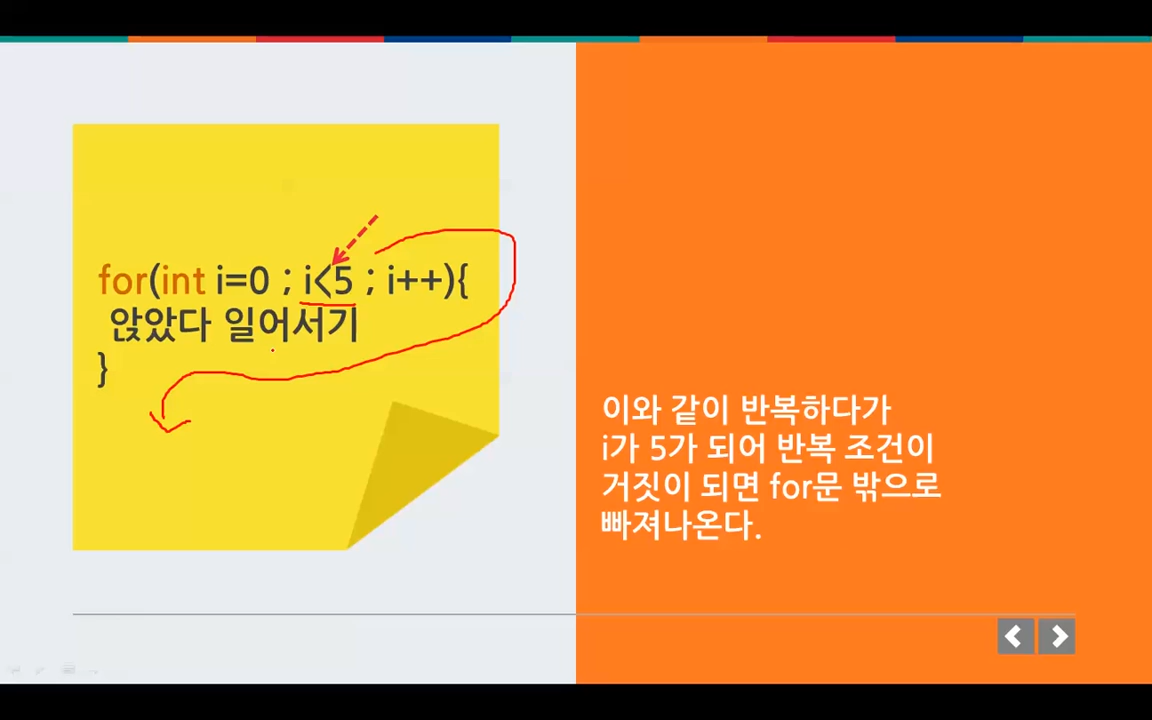 for(int i=0 ; i<5 ; i++){
앉았다 일어서기
}
이와 같이 반복하다가
i가 5가 되어 반복 조건이
거짓이 되면 for문 밖으로
빠져나온다.